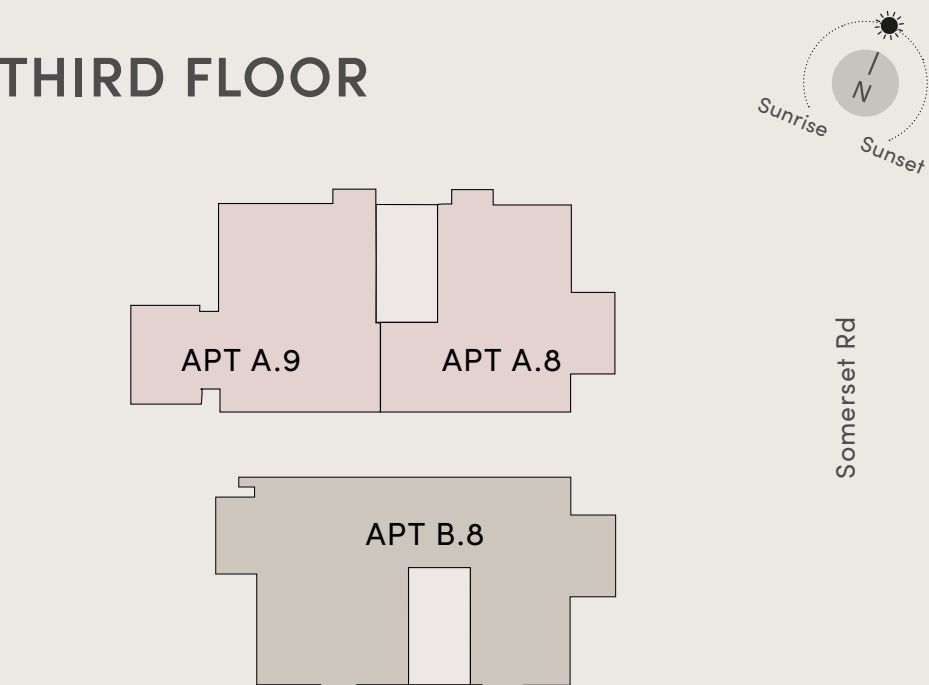 THIRD FLOOR
N
Sunrise
Sunset
APT A.9
APT A.8
Somerset Rd
APT B.8